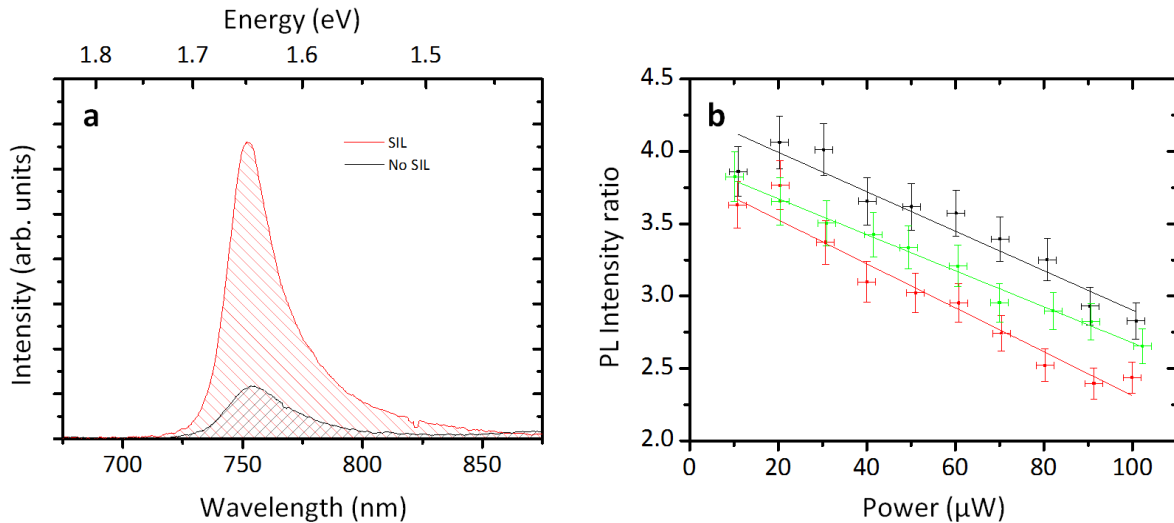 Energy (eV)
1.8 1.7 1.6 1.5
a
SIL
No SIL
Intensity (arb. units)
700 750 800 850
Wavelength (nm)
b
4.5
4.0
3.5
3.0
2.5
2.0
PL Intensity ratio
0 20 40 60 80 100
Power (µW)